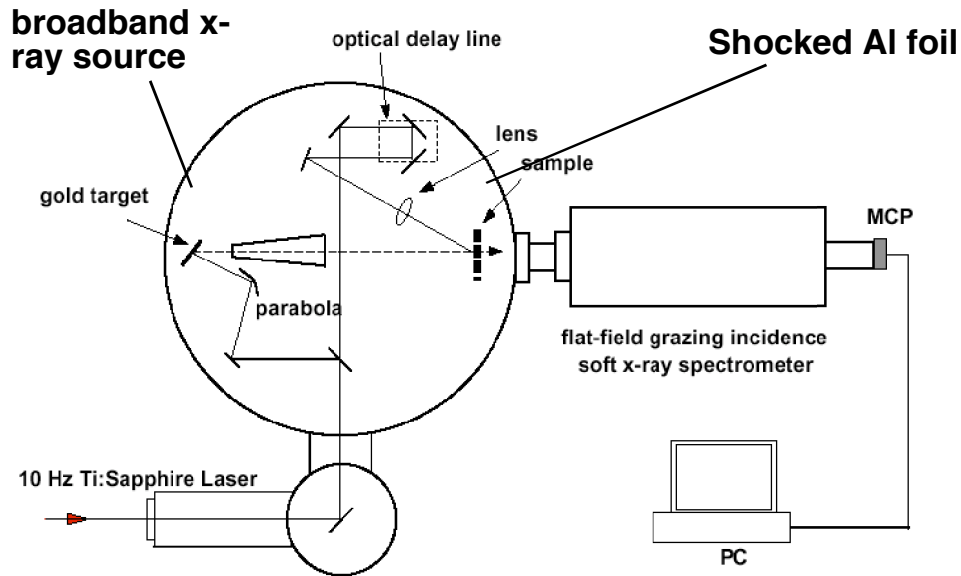 broadband x-
ray source
optical delay line
Shocked Al foil
lens
sample
gold target
MCP
parabola
flat-field grazing incidence
soft x-ray spectrometer
10 Hz Ti:Sapphire Laser
PC